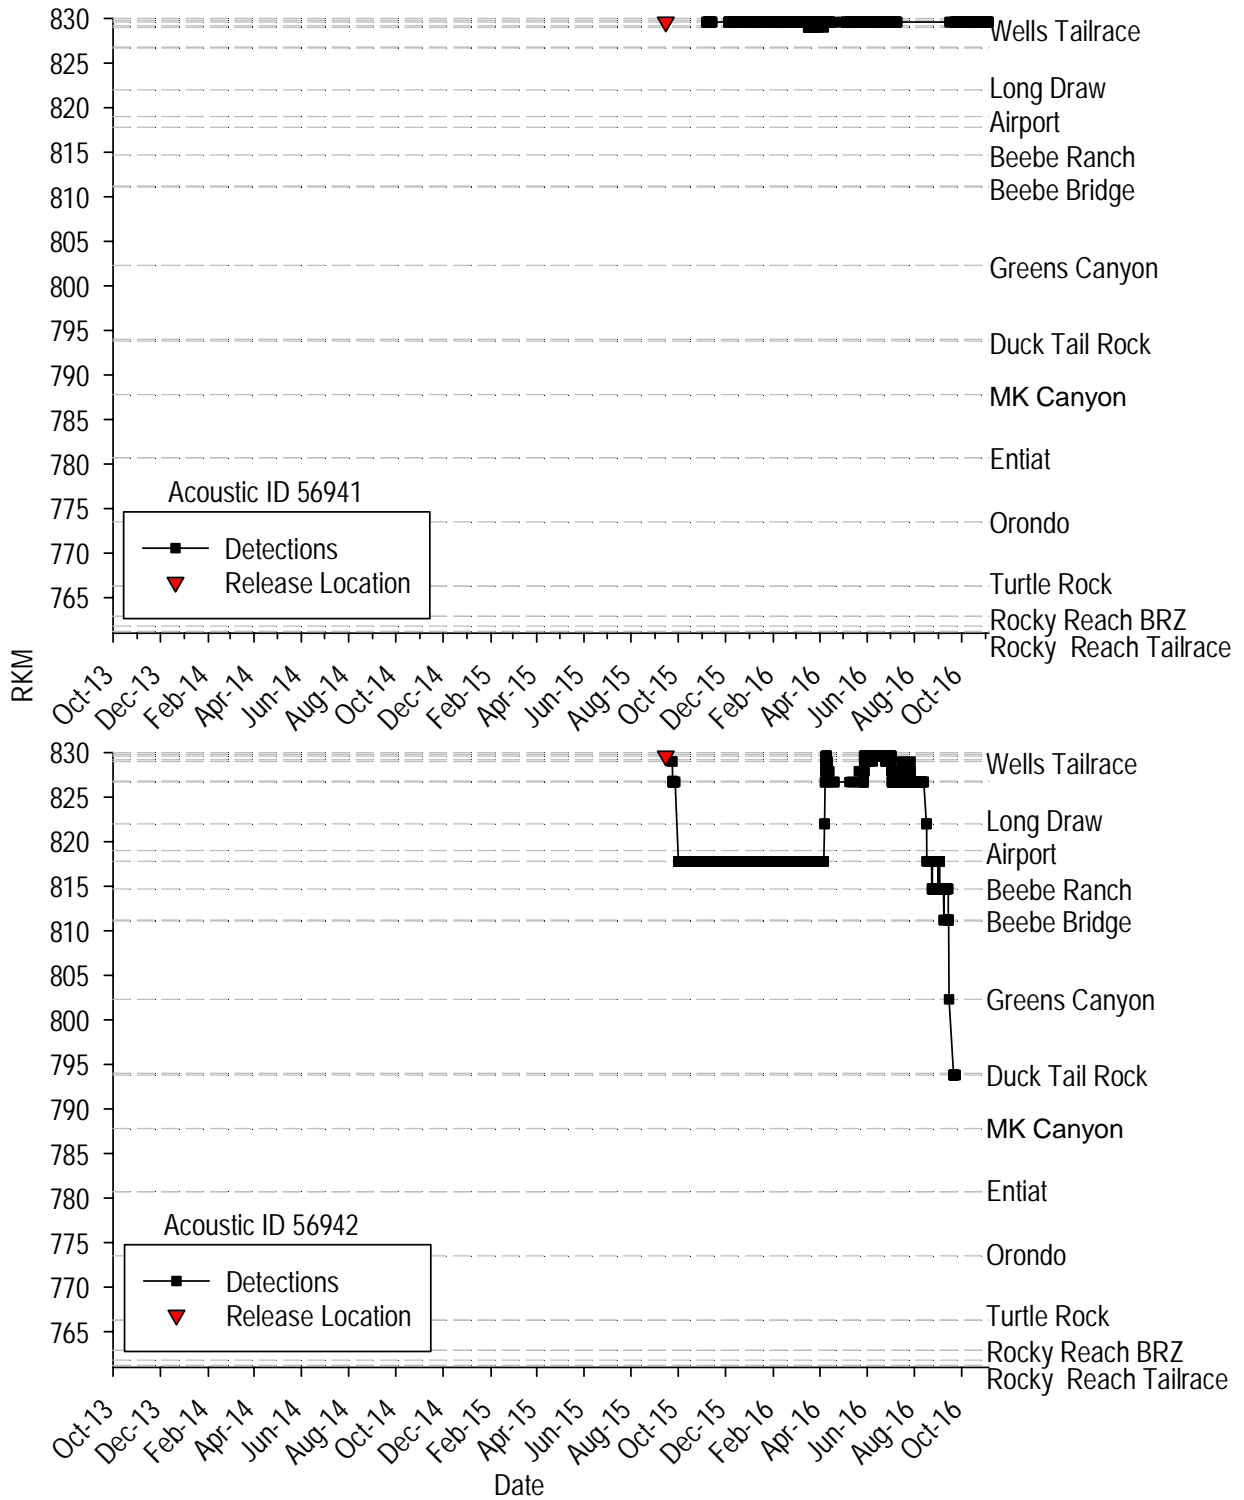 830
Wells Tailrace
825
Long Draw
820
Airport
815
Beebe Ranch
810
Beebe Bridge
805
Greens Canyon
800
795
Duck Tail Rock
790
MK Canyon
785
780
Entiat
775
Acoustic ID 56941
Orondo
770
Detections
765
Release Location
Turtle Rock
Rocky Reach BRZ
Rocky Reach Tailrace
RKM
Oct-13 Dec-13 Feb-14 Apr-14 Jun-14 Aug-14 Oct-14 Dec-14 Feb-15 Apr-15 Jun-15 Aug-15 Oct-15 Dec-15 Feb-16 Apr-16 Jun-16 Aug-16 Oct-16
830
Wells Tailrace
825
Long Draw
820
Airport
815
Beebe Ranch
810
Beebe Bridge
805
Greens Canyon
800
795
Duck Tail Rock
790
MK Canyon
785
780
Entiat
775
Acoustic ID 56942
Orondo
770
Detections
765
Release Location
Turtle Rock
Rocky Reach BRZ
Rocky Reach Tailrace
Oct-13 Dec-13 Feb-14 Apr-14 Jun-14 Aug-14 Oct-14 Dec-14 Feb-15 Apr-15 Jun-15 Aug-15 Oct-15 Dec-15 Feb-16 Apr-16 Jun-16 Aug-16 Oct-16
Date